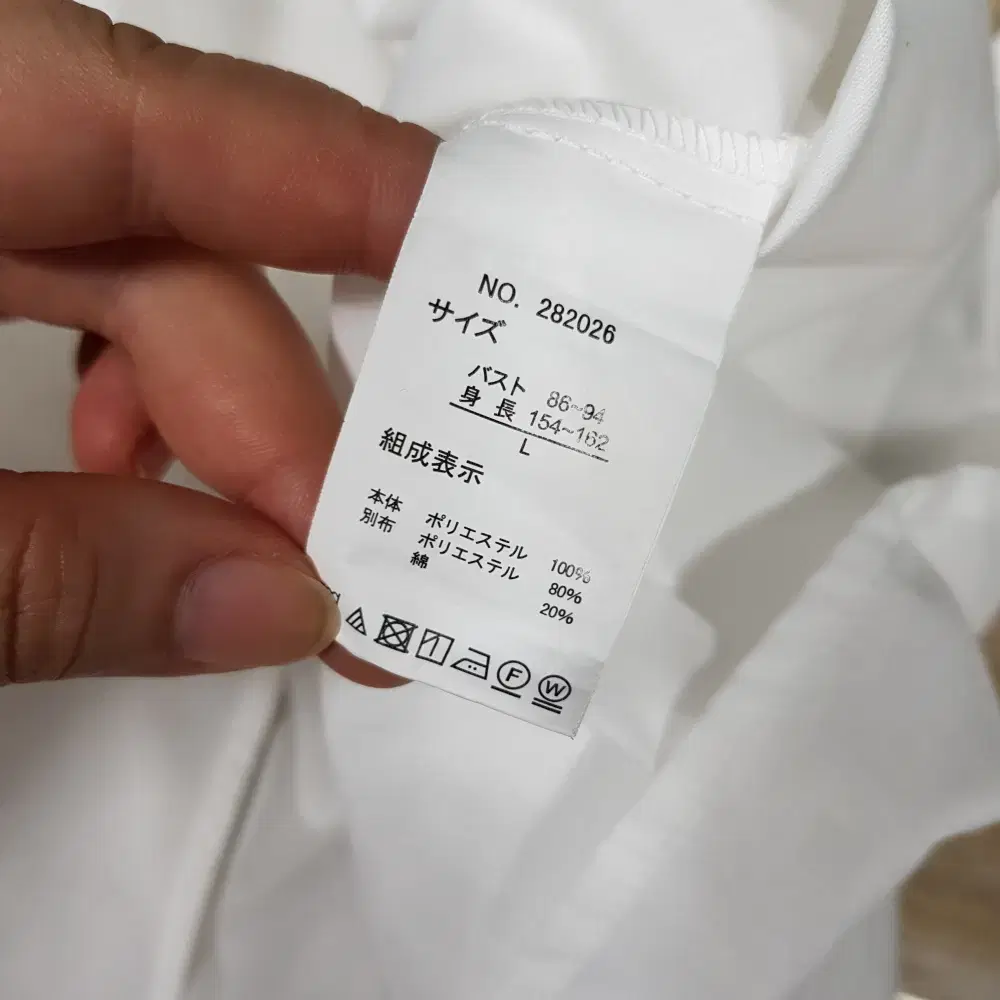 NO. 282026
サイズ
バスト 86~94
身長 154~162
L
組成表示
本体 ポリエステル 100%
別布 ポリエステル 80%
綿 20%
F W